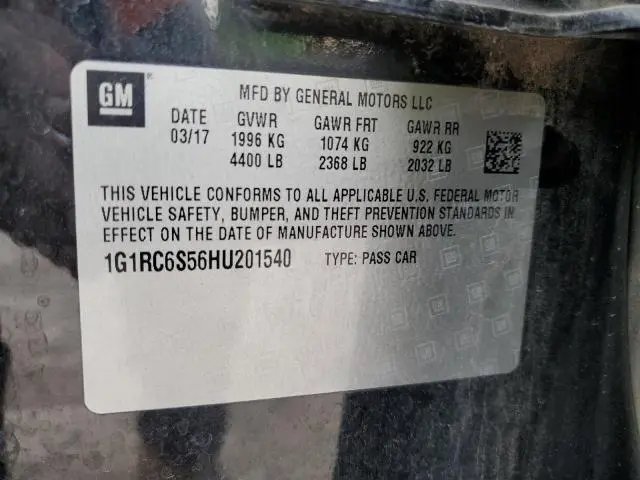 GM
MFD BY GENERAL MOTORS LLC
DATE GVWR GAWR FRT GAWR RR
03/17 1996 KG 1074 KG 922 KG
4400 LB 2368 LB 2032 LB
THIS VEHICLE CONFORMS TO ALL APPLICABLE U.S. FEDERAL MOTOR
VEHICLE SAFETY, BUMPER, AND THEFT PREVENTION STANDARDS IN
EFFECT ON THE DATE OF MANUFACTURE SHOWN ABOVE.
1G1RC6S56HU201540 TYPE: PASS CAR